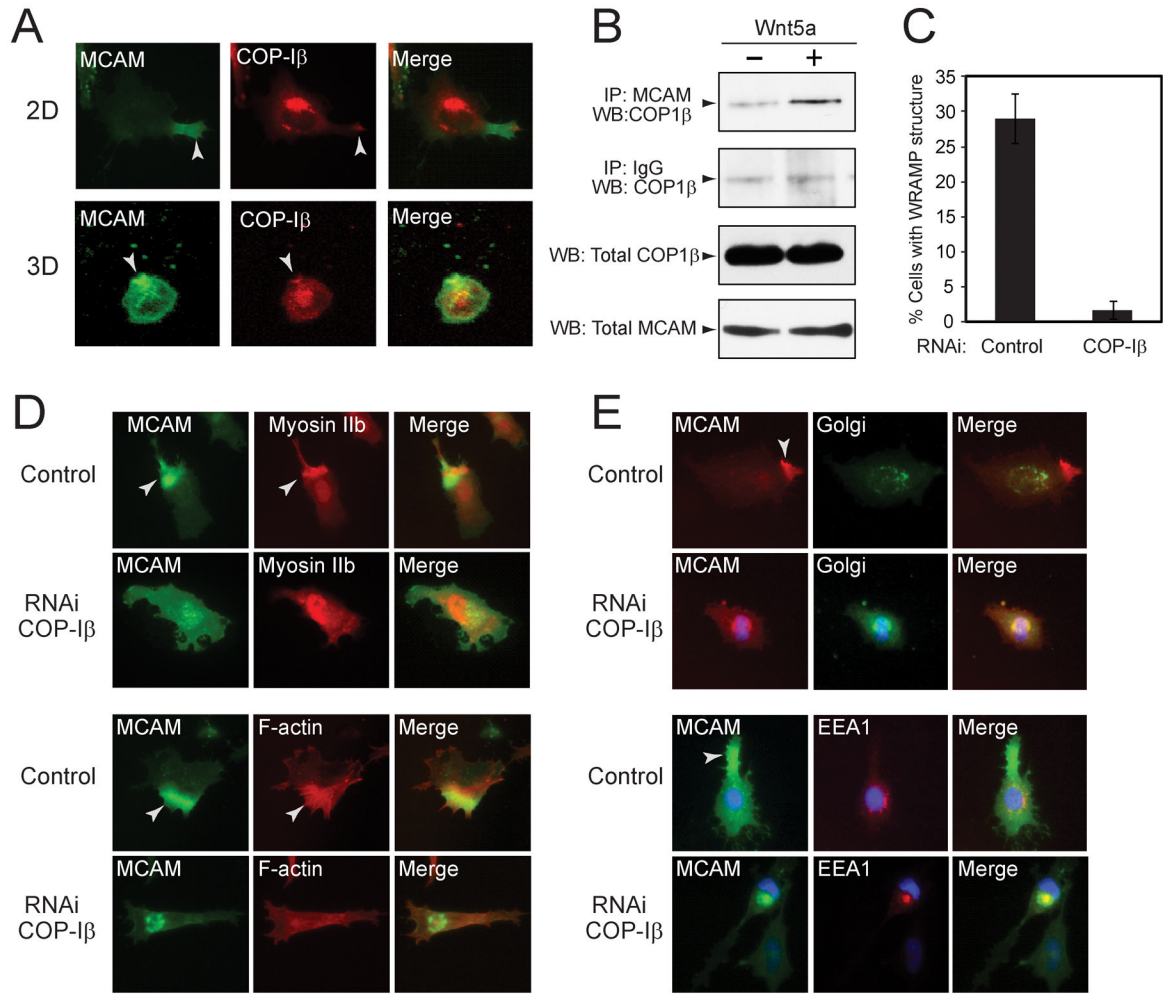 A
MCAM COP-Iβ Merge
2D
MCAM COP-Iβ Merge
3D
B
Wnt5a
– +
IP: MCAM
WB:COP1β
IP: IgG
WB: COP1β
WB: Total COP1β
WB: Total MCAM
C
% Cells with WRAMP structure
35
30
25
20
15
10
5
0
RNAi: Control COP-Iβ
D
MCAM Myosin IIb Merge
Control
MCAM Myosin IIb Merge
RNAi
COP-Iβ
MCAM F-actin Merge
Control
MCAM F-actin Merge
RNAi
COP-Iβ
E
MCAM Golgi Merge
Control
MCAM Golgi Merge
RNAi
COP-Iβ
MCAM EEA1 Merge
Control
MCAM EEA1 Merge
RNAi
COP-Iβ